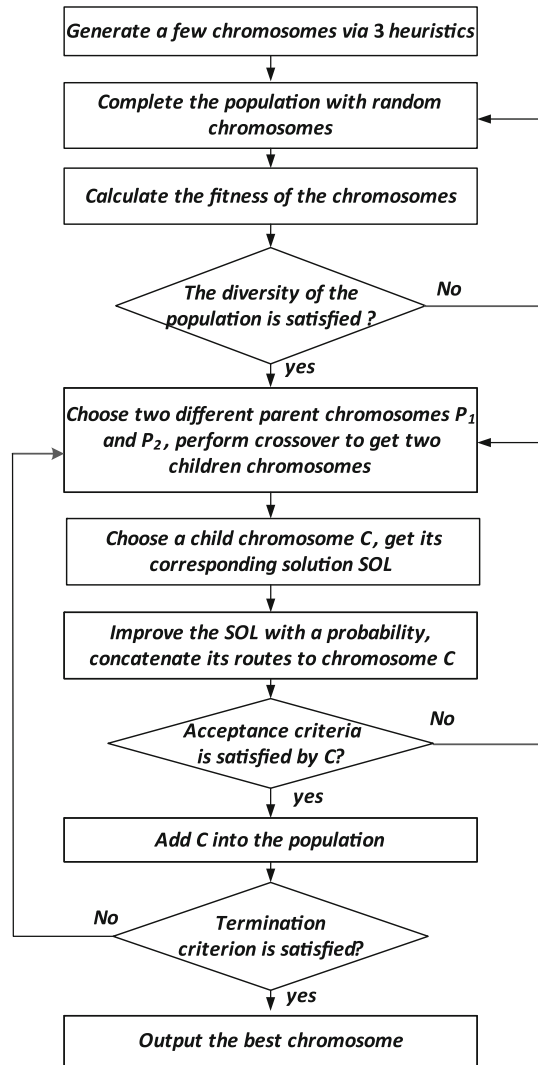 Generate a few chromosomes via 3 heuristics
Complete the population with random
chromosomes
Calculate the fitness of the chromosomes
The diversity of the
population is satisfied ?
No
yes
Choose two different parent chromosomes P₁
and P₂, perform crossover to get two
children chromosomes
Choose a child chromosome C, get its
corresponding solution SOL
Improve the SOL with a probability,
concatenate its routes to chromosome C
Acceptance criteria
is satisfied by C?
No
yes
Add C into the population
No
Termination
criterion is satisfied?
yes
Output the best chromosome